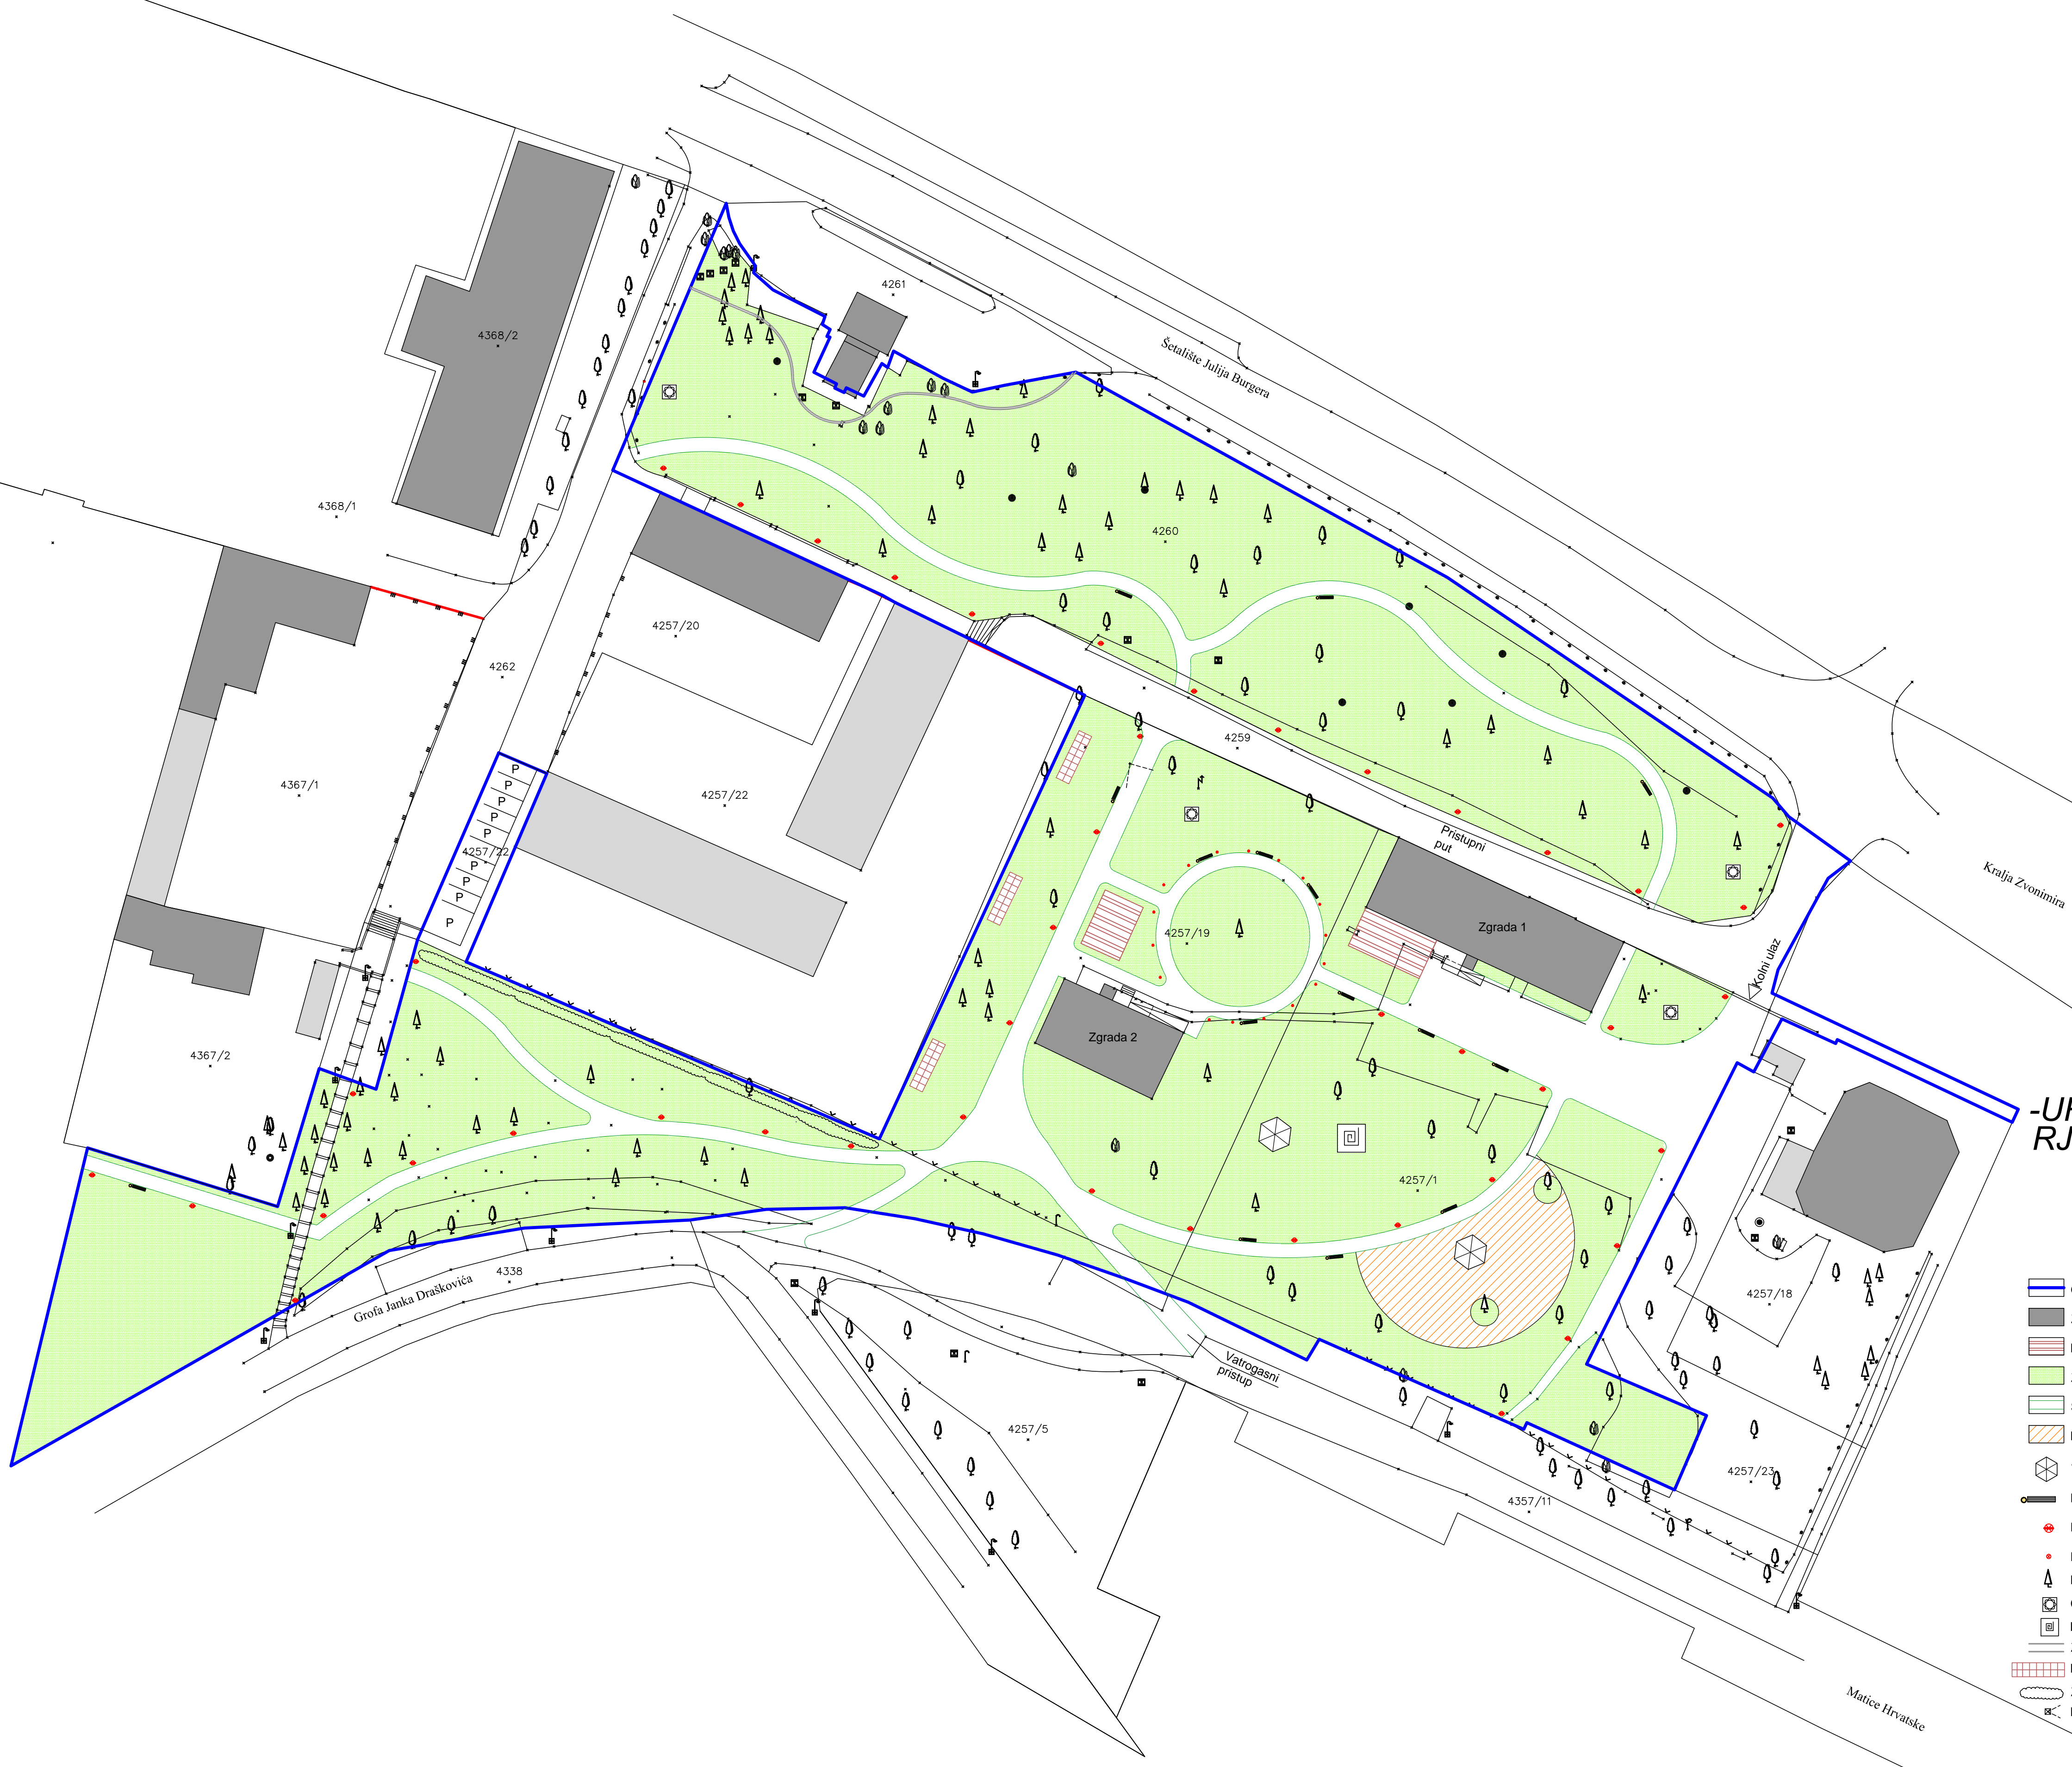 4261
Šetalište Julija Burgera
4368/2
4368/1
4260
4257/20
4262
4259
4367/1
4257/22
Kralja Zvonimira
Pristupni
put
P
P
P
P
P
4257/22
P
P
P
P
Zgrada 1
4257/19
Kolni ulaz
Zgrada 2
4367/2
4257/1
4338
Grofa Janka Draškovića
4257/18
Vatrogasni
pristup
4257/5
4257/23
4357/11
Matice Hrvatske